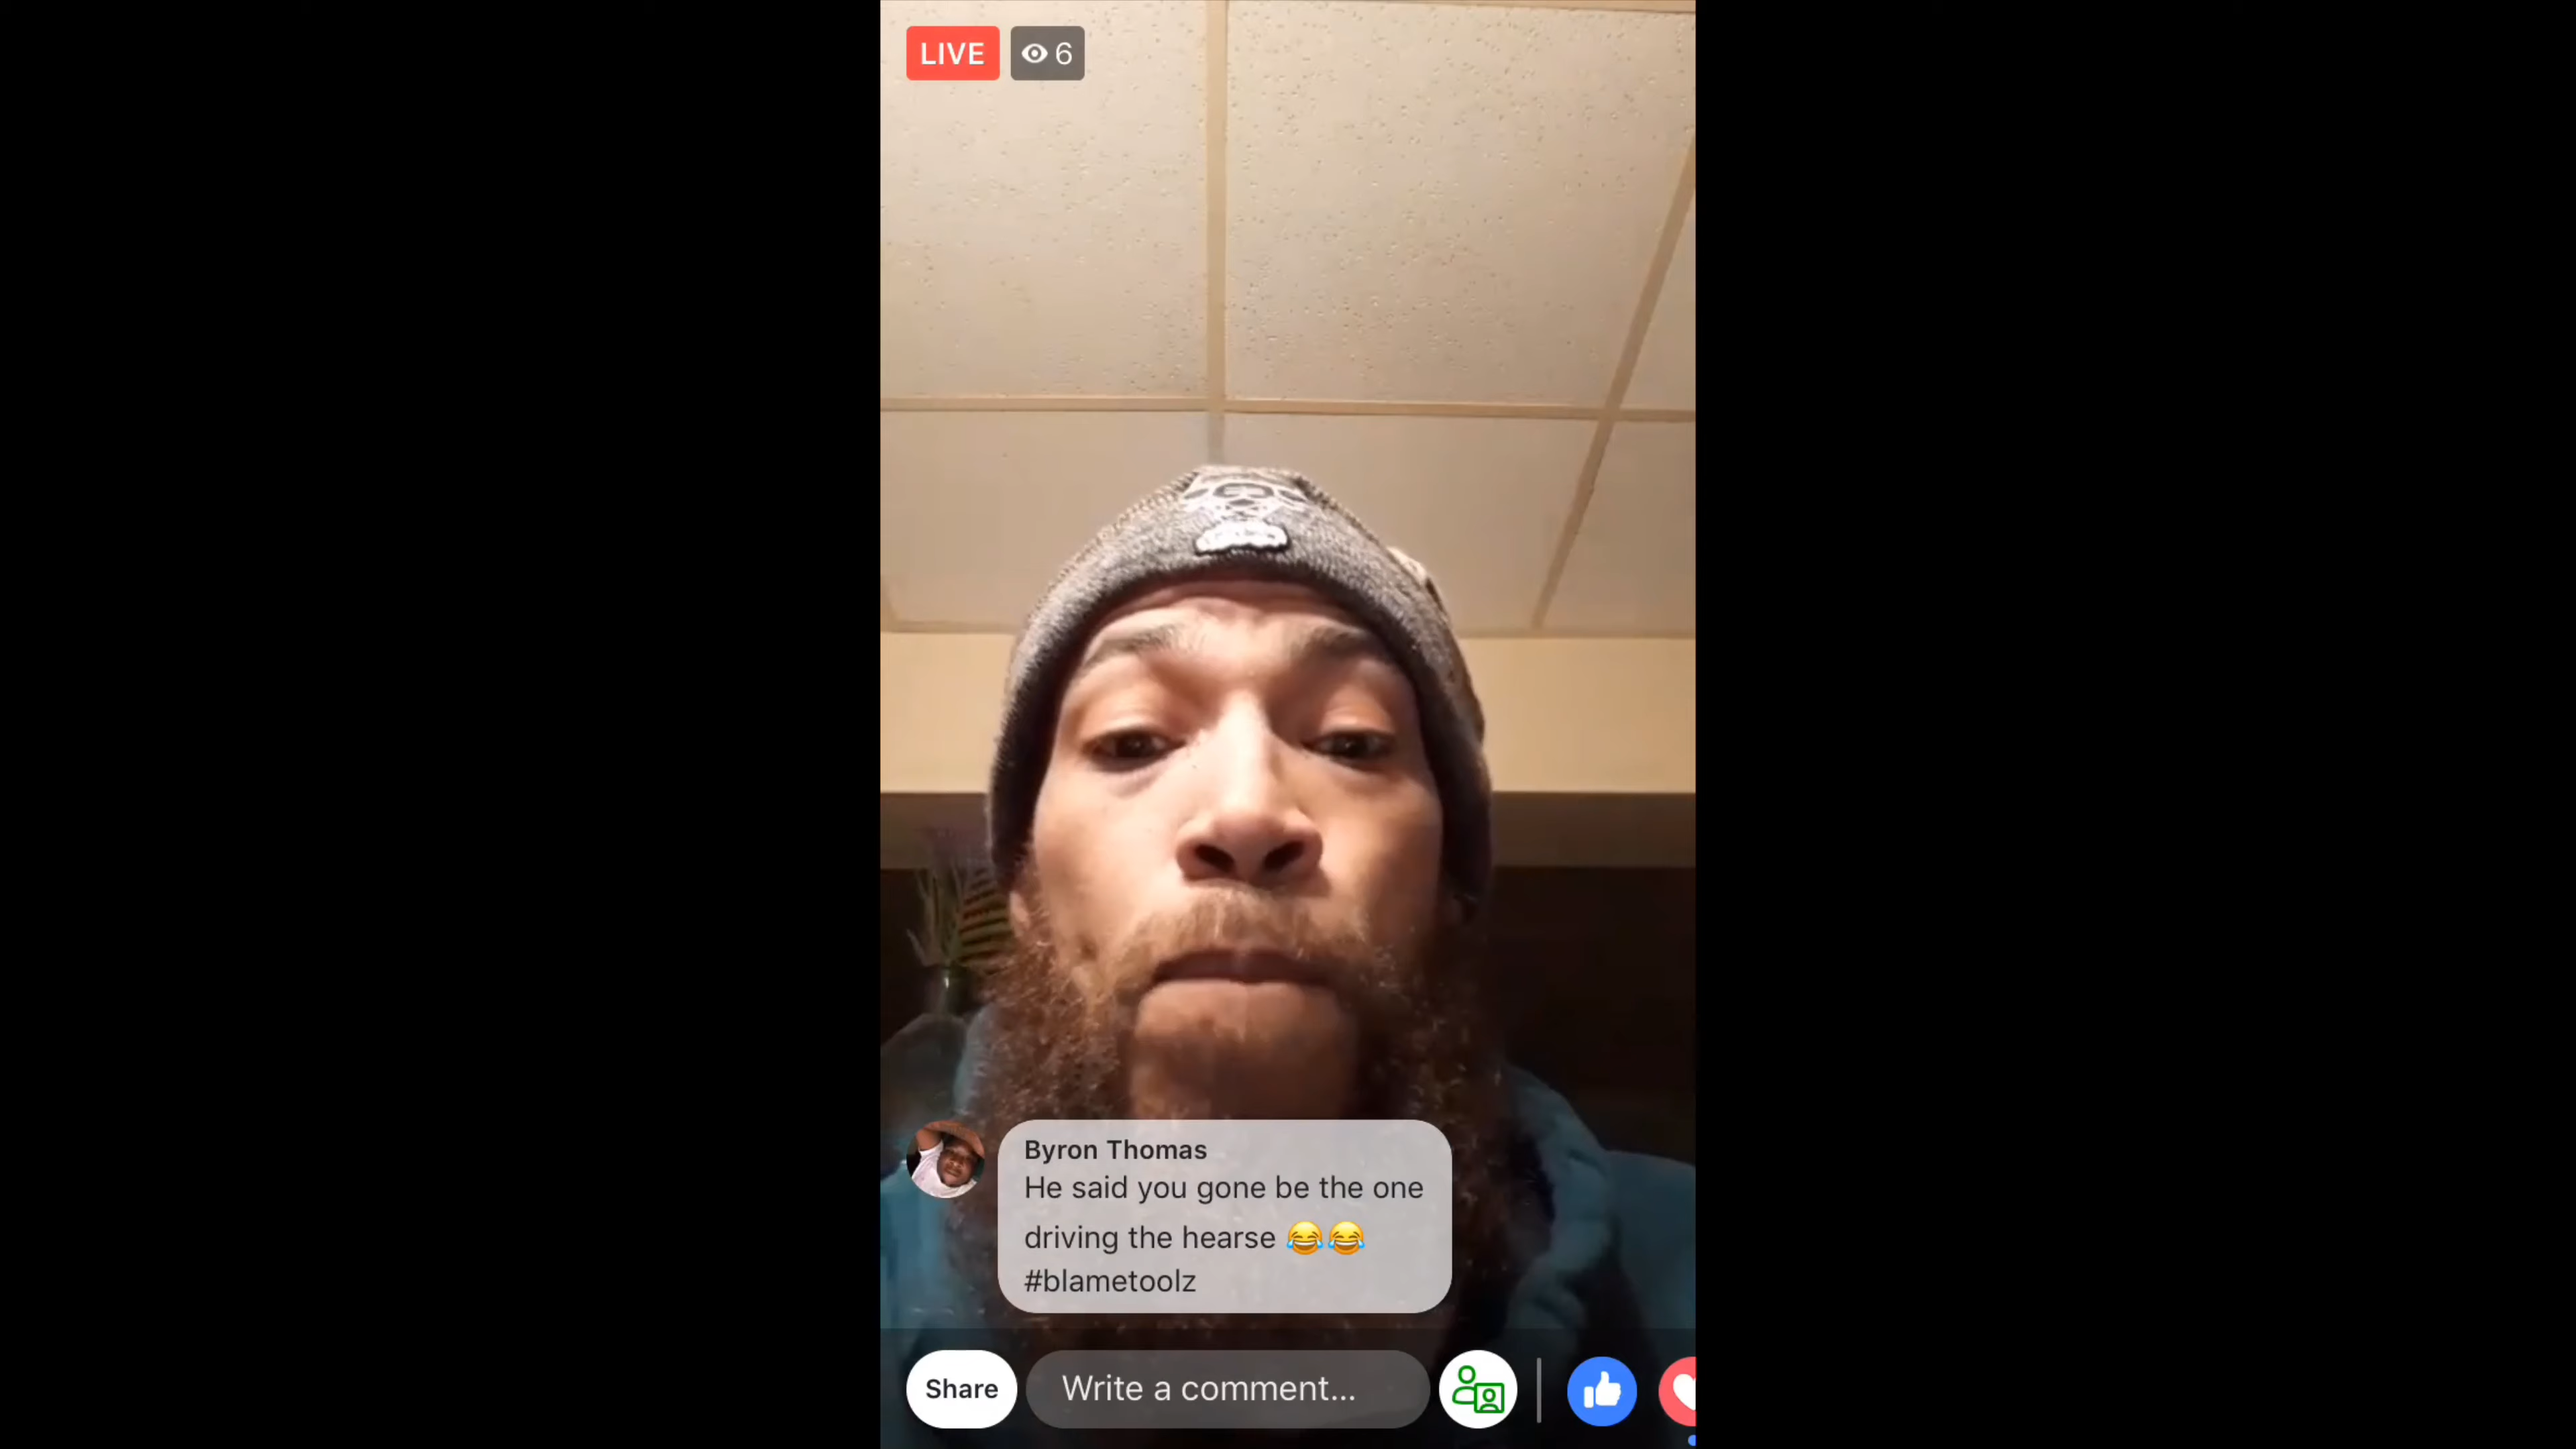 LIVE 6
Byron Thomas
He said you gone be the one
driving the hearse 😂😂
#blametoolz
Share Write a comment...